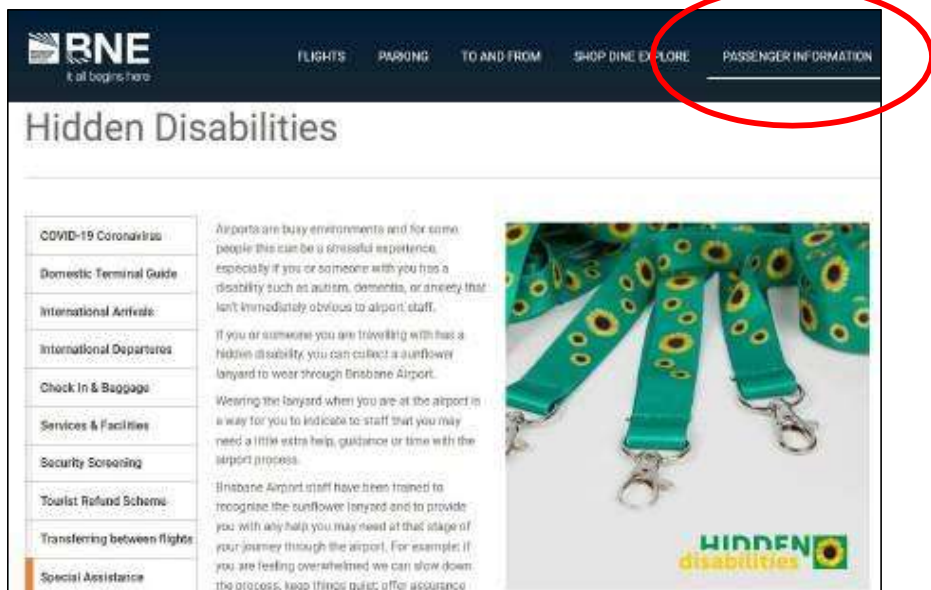 BNE
it all begins here
FLIGHTS PARKING TO AND FROM SHOP DINE EXPLORE PASSENGER INFORMATION
Hidden Disabilities
COVID-19 Coronavirus
Domestic Terminal Guide
International Arrivals
International Departures
Check In & Baggage
Services & Facilities
Security Screening
Tourist Refund Scheme
Transferring between flights
Special Assistance
Airports are busy environments and for some
people this can be a stressful experience,
especially if you or someone with you has a
disability such as autism, dementia, or anxiety that
isn't immediately obvious to airport staff.
If you or someone you are travelling with has a
hidden disability, you can collect a sunflower
lanyard to wear through Brisbane Airport.
Wearing the lanyard when you are at the airport is
a way for you to indicate to staff that you may
need a little extra help, guidance or time with the
airport process.
Brisbane Airport staff have been trained to
recognise the sunflower lanyard and to provide
you with any help you may need at that stage of
your journey through the airport. For example: if
you are feeling overwhelmed we can slow down
the process, keep things quiet, offer assurance
HIDDEN
disabilities